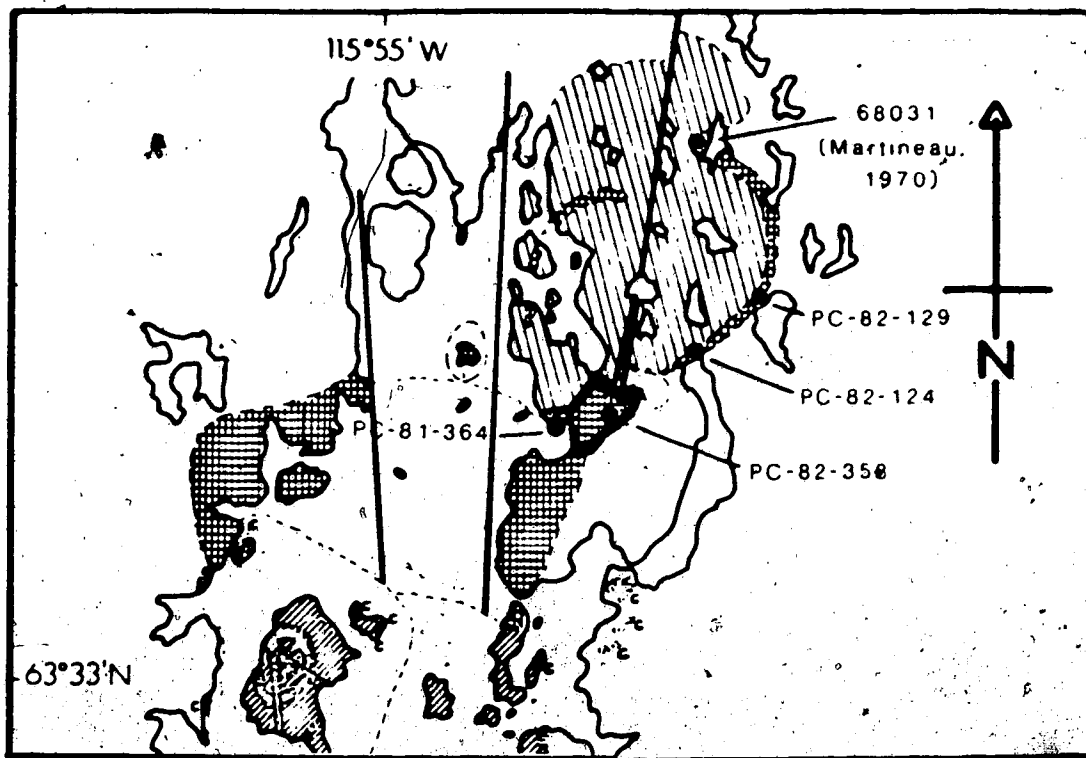 115°55' W
68031
(Martineau,
1970)
PC-82-129
N
PC-82-124
PC-81-364
PC-82-358
63°33'N